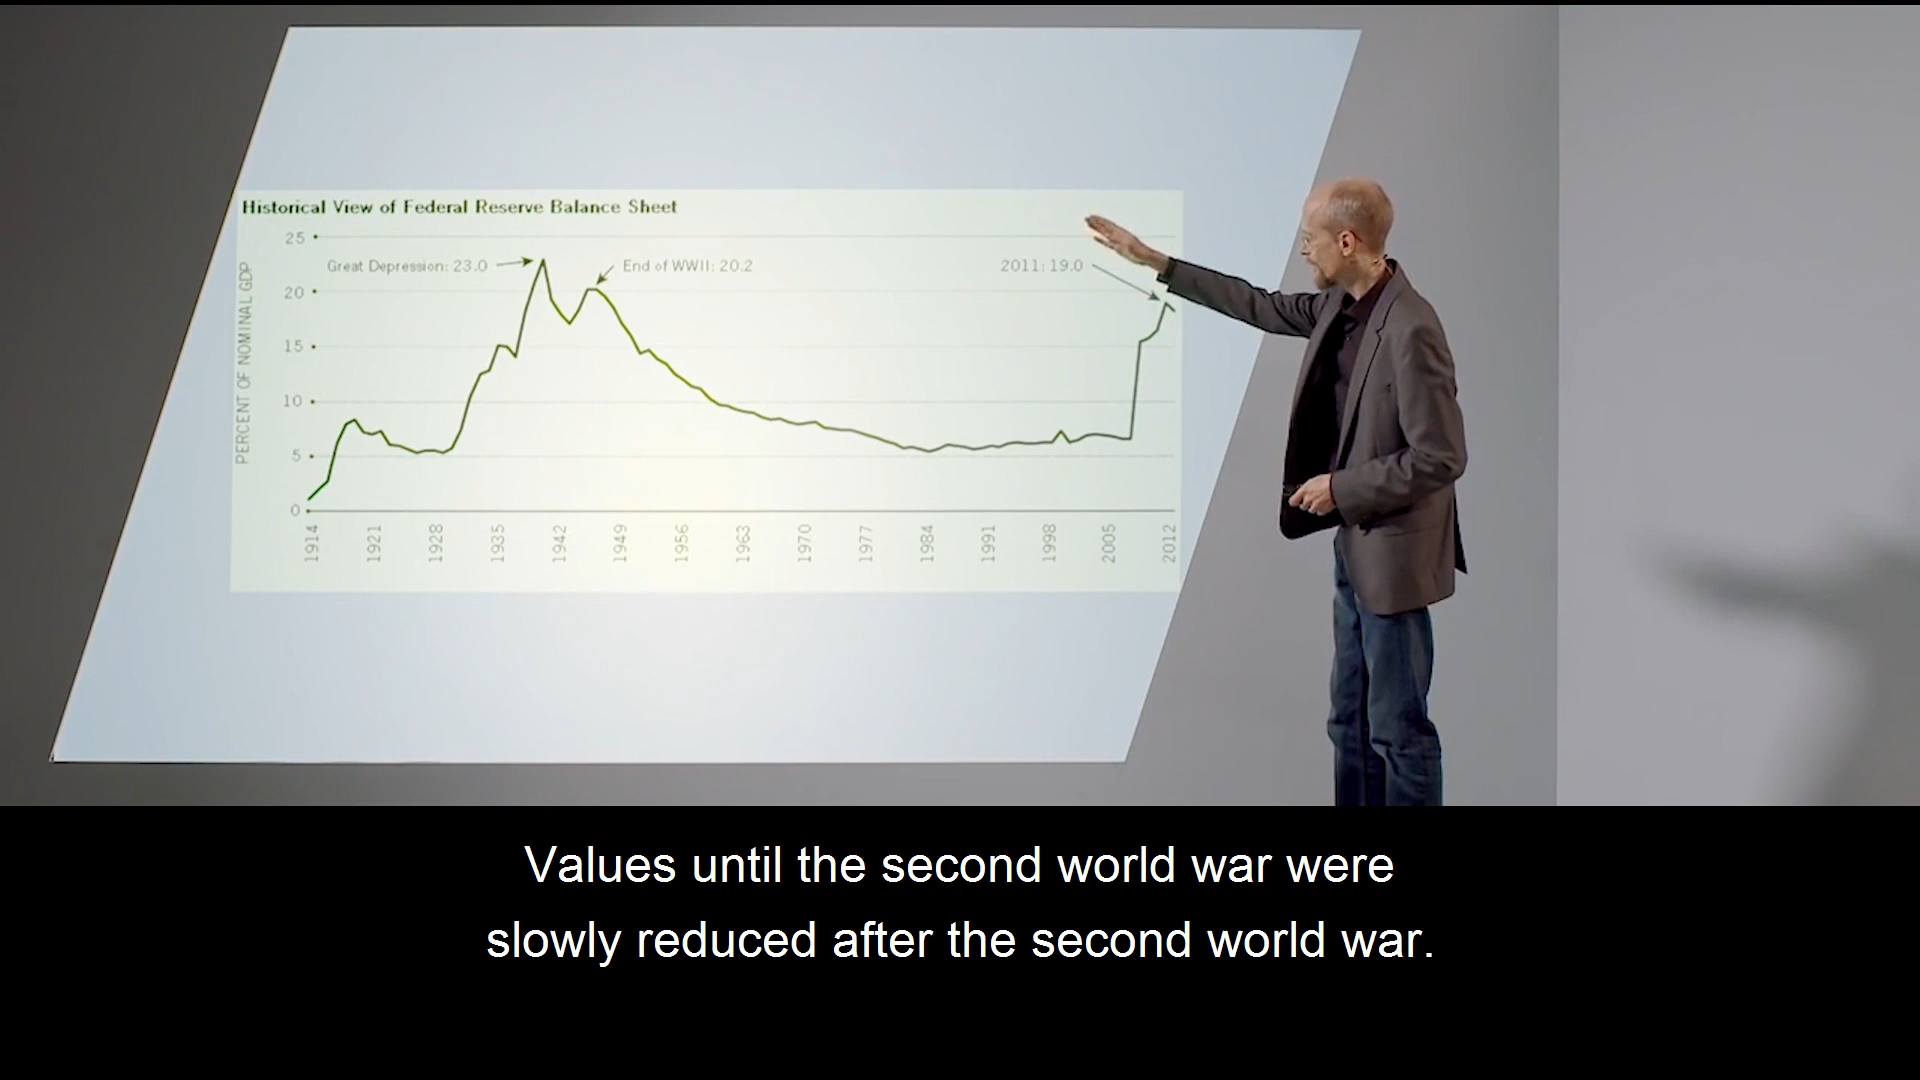 Historical View of Federal Reserve Balance Sheet
PERCENT OF NOMINAL GDP
25
20
15
10
5
0
Great Depression: 23.0
End of WWII: 20.2
2011: 19.0
1914 1921 1928 1935 1942 1949 1956 1963 1970 1977 1984 1991 1998 2005 2012
Values until the second world war were
slowly reduced after the second world war.